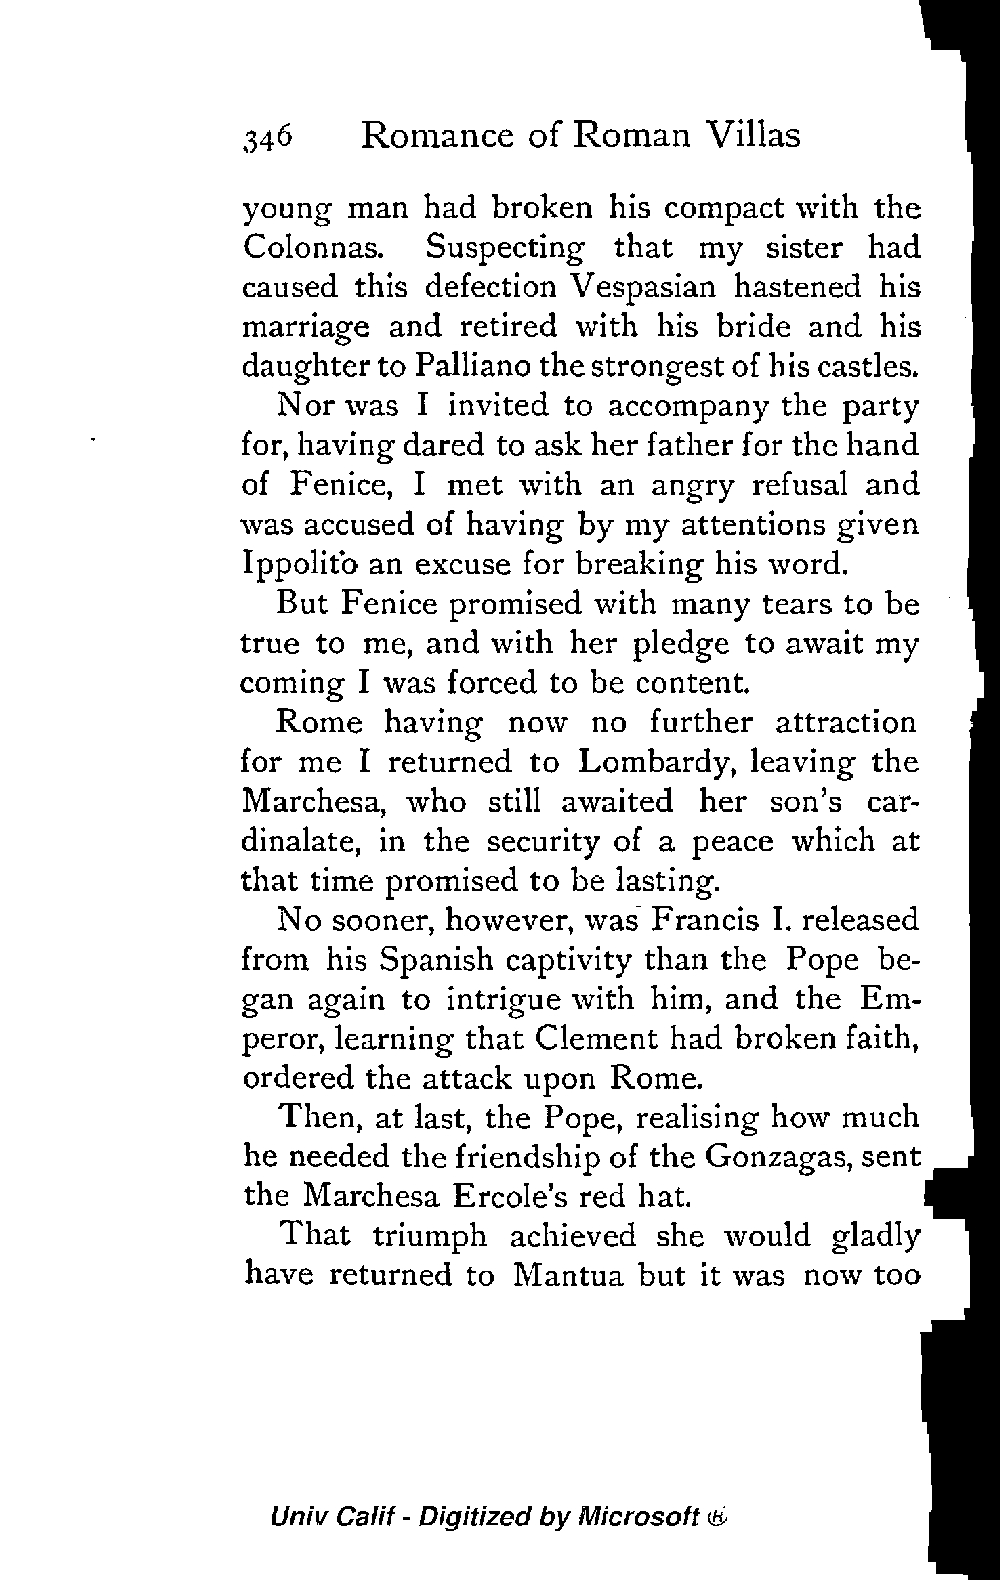 346 Romance of Roman Villas
young man had broken his compact with the
Colonnas. Suspecting that my sister had
caused this defection Vespasian hastened his
marriage and retired with his bride and his
daughter to Palliano the strongest of his castles.
Nor was I invited to accompany the party
for, having dared to ask her father for the hand
of Fenice, I met with an angry refusal and
was accused of having by my attentions given
Ippolito an excuse for breaking his word.
But Fenice promised with many tears to be
true to me, and with her pledge to await my
coming I was forced to be content.
Rome having now no further attraction
for me I returned to Lombardy, leaving the
Marchesa, who still awaited her son's car-
dinalate, in the security of a peace which at
that time promised to be lasting.
No sooner, however, was Francis I. released
from his Spanish captivity than the Pope be-
gan again to intrigue with him, and the Em-
peror, learning that Clement had broken faith,
ordered the attack upon Rome.
Then, at last, the Pope, realising how much
he needed the friendship of the Gonzagas, sent
the Marchesa Ercole's red hat.
That triumph achieved she would gladly
have returned to Mantua but it was now too
Univ Calif - Digitized by Microsoft ®